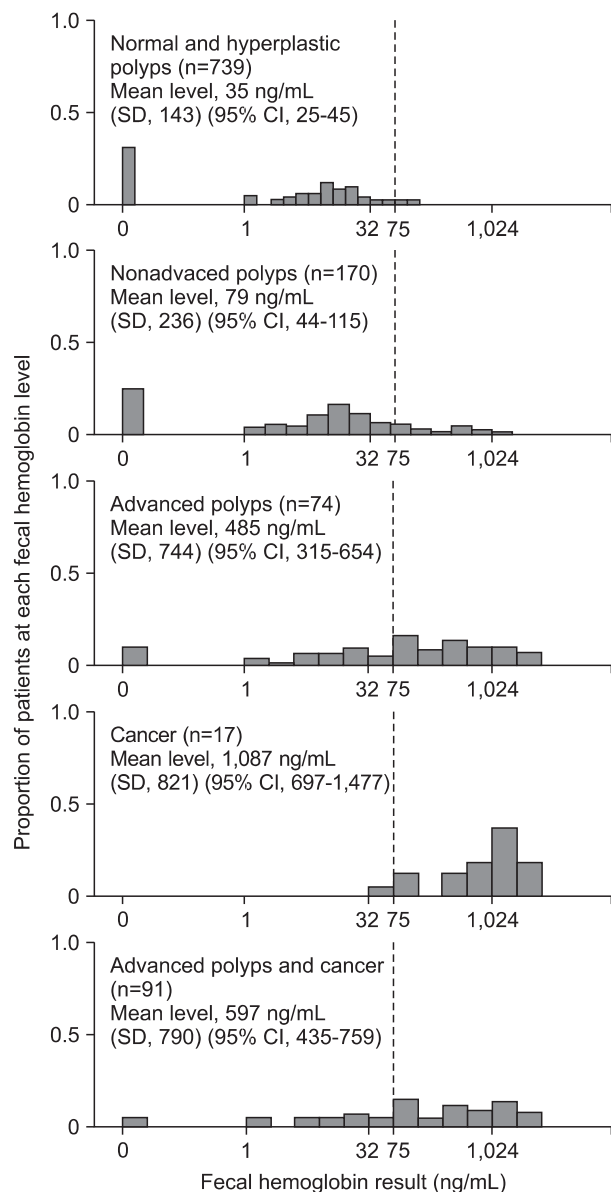 Proportion of patients at each fecal hemoglobin level
1.0
Normal and hyperplastic
polyps (n=739)
Mean level, 35 ng/mL
(SD, 143) (95% CI, 25-45)
0.5
0
0 1 32 75 1,024
1.0
Nonadvaced polyps (n=170)
Mean level, 79 ng/mL
(SD, 236) (95% CI, 44-115)
0.5
0
0 1 32 75 1,024
1.0
Advanced polyps (n=74)
Mean level, 485 ng/mL
(SD, 744) (95% CI, 315-654)
0.5
0
0 1 32 75 1,024
1.0
Cancer (n=17)
Mean level, 1,087 ng/mL
(SD, 821) (95% CI, 697-1,477)
0.5
0
0 1 32 75 1,024
1.0
Advanced polyps and cancer
(n=91)
Mean level, 597 ng/mL
(SD, 790) (95% CI, 435-759)
0.5
0
0 1 32 75 1,024
Fecal hemoglobin result (ng/mL)